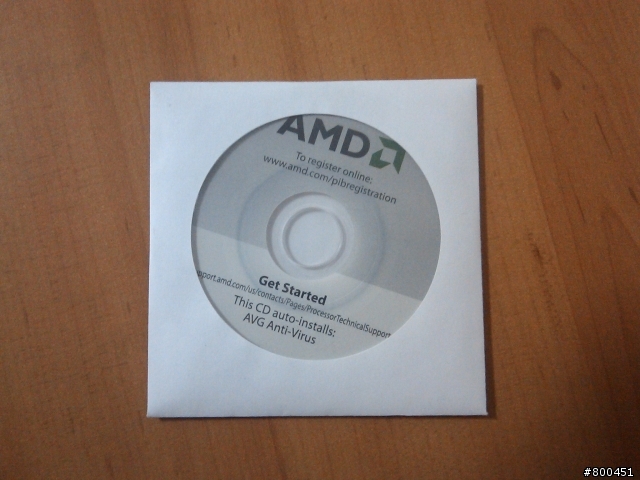 AMD
To register online:
www.amd.com/pibregistration
Get Started
pport.amd.com/us/contacts/Pages/ProcessorTechnicalSupport
This CD auto-installs:
AVG Anti-Virus
#800451